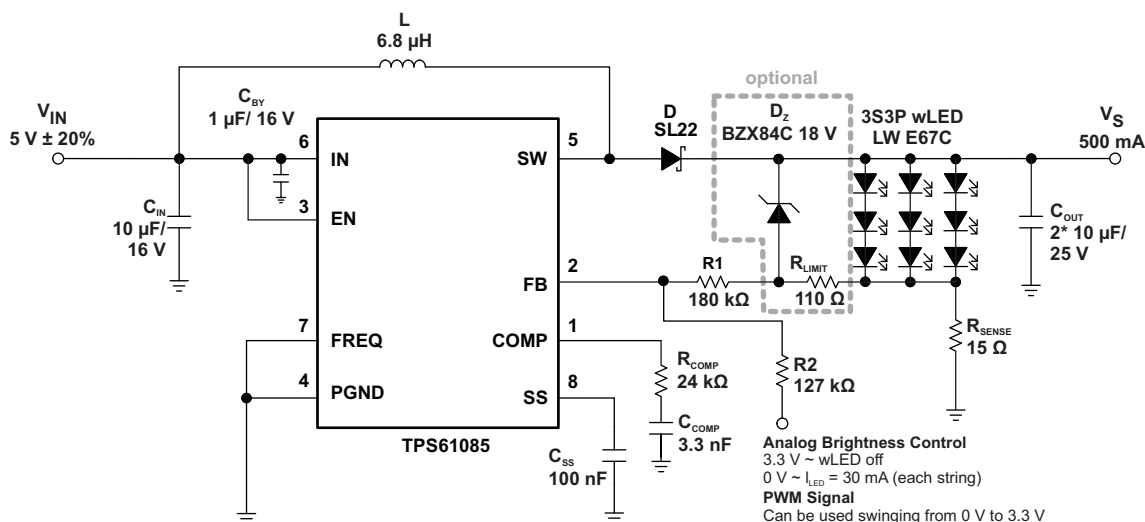 L
6.8 µH
optional
V_IN
5 V ± 20%
C_BY
1 µF/ 16 V
D
SL22
D_Z
BZX84C 18 V
3S3P wLED
LW E67C
V_S
500 mA
6
IN
SW
5
3
EN
C_IN
10 µF/
16 V
C_OUT
2* 10 µF/
25 V
FB
2
R1
180 kΩ
R_LIMIT
110 Ω
7
FREQ
COMP
1
R_SENSE
15 Ω
R_COMP
24 kΩ
R2
127 kΩ
4
PGND
SS
8
TPS61085
C_COMP
3.3 nF
C_SS
100 nF
Analog Brightness Control
3.3 V ~ wLED off
0 V ~ I_LED = 30 mA (each string)
PWM Signal
Can be used swinging from 0 V to 3.3 V